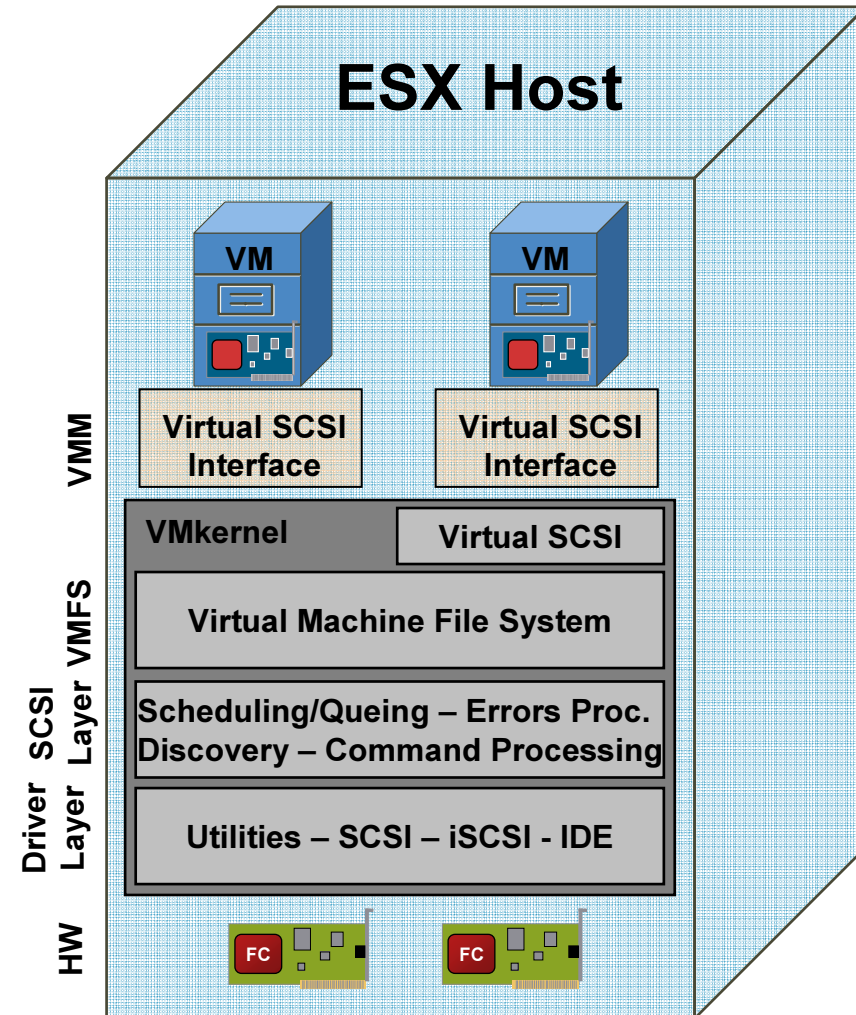 ESX Host
VM
VM
Virtual SCSI
Interface
Virtual SCSI
Interface
VMM
VMkernel
Virtual SCSI
VMFS
Virtual Machine File System
SCSI
Layer
Scheduling/Queing – Errors Proc.
Discovery – Command Processing
Driver
Layer
Utilities – SCSI – iSCSI - IDE
HW
FC
FC